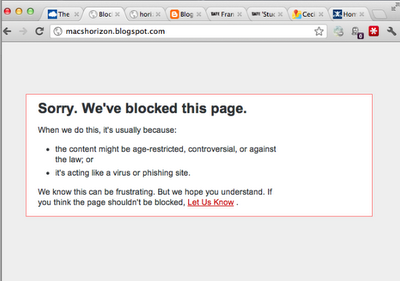 The
Bloc
hori
Blog
Fran
"Stud
Ceci
Hom
macshorizon.blogspot.com
Sorry. We've blocked this page.
When we do this, it's usually because:
the content might be age-restricted, controversial, or against
the law; or
it's acting like a virus or phishing site.
We know this can be frustrating. But we hope you understand. If
you think the page shouldn't be blocked, Let Us Know .